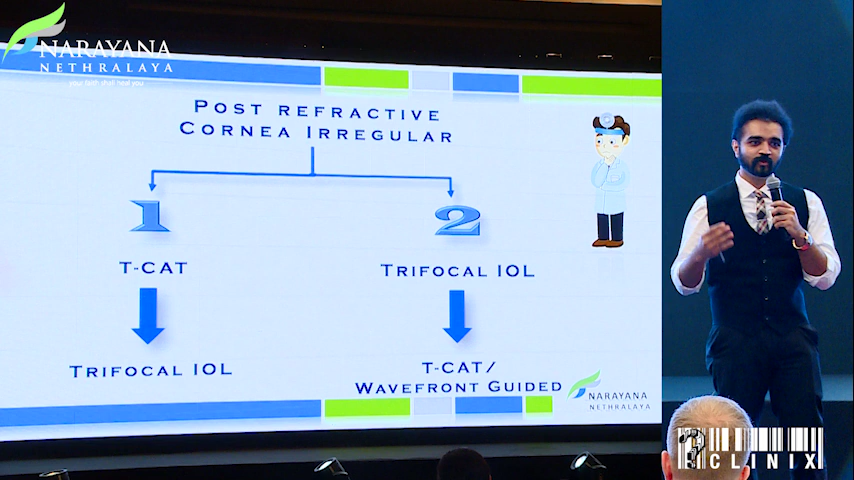 NARAYANA
NETHRALAYA
your faith shall heal you
POST REFRACTIVE
CORNEA IRREGULAR
1
2
T-CAT
TRIFOCAL IOL
TRIFOCAL IOL
T-CAT/
WAVEFRONT GUIDED
NARAYANA
NETHRALAYA
?CLINIX